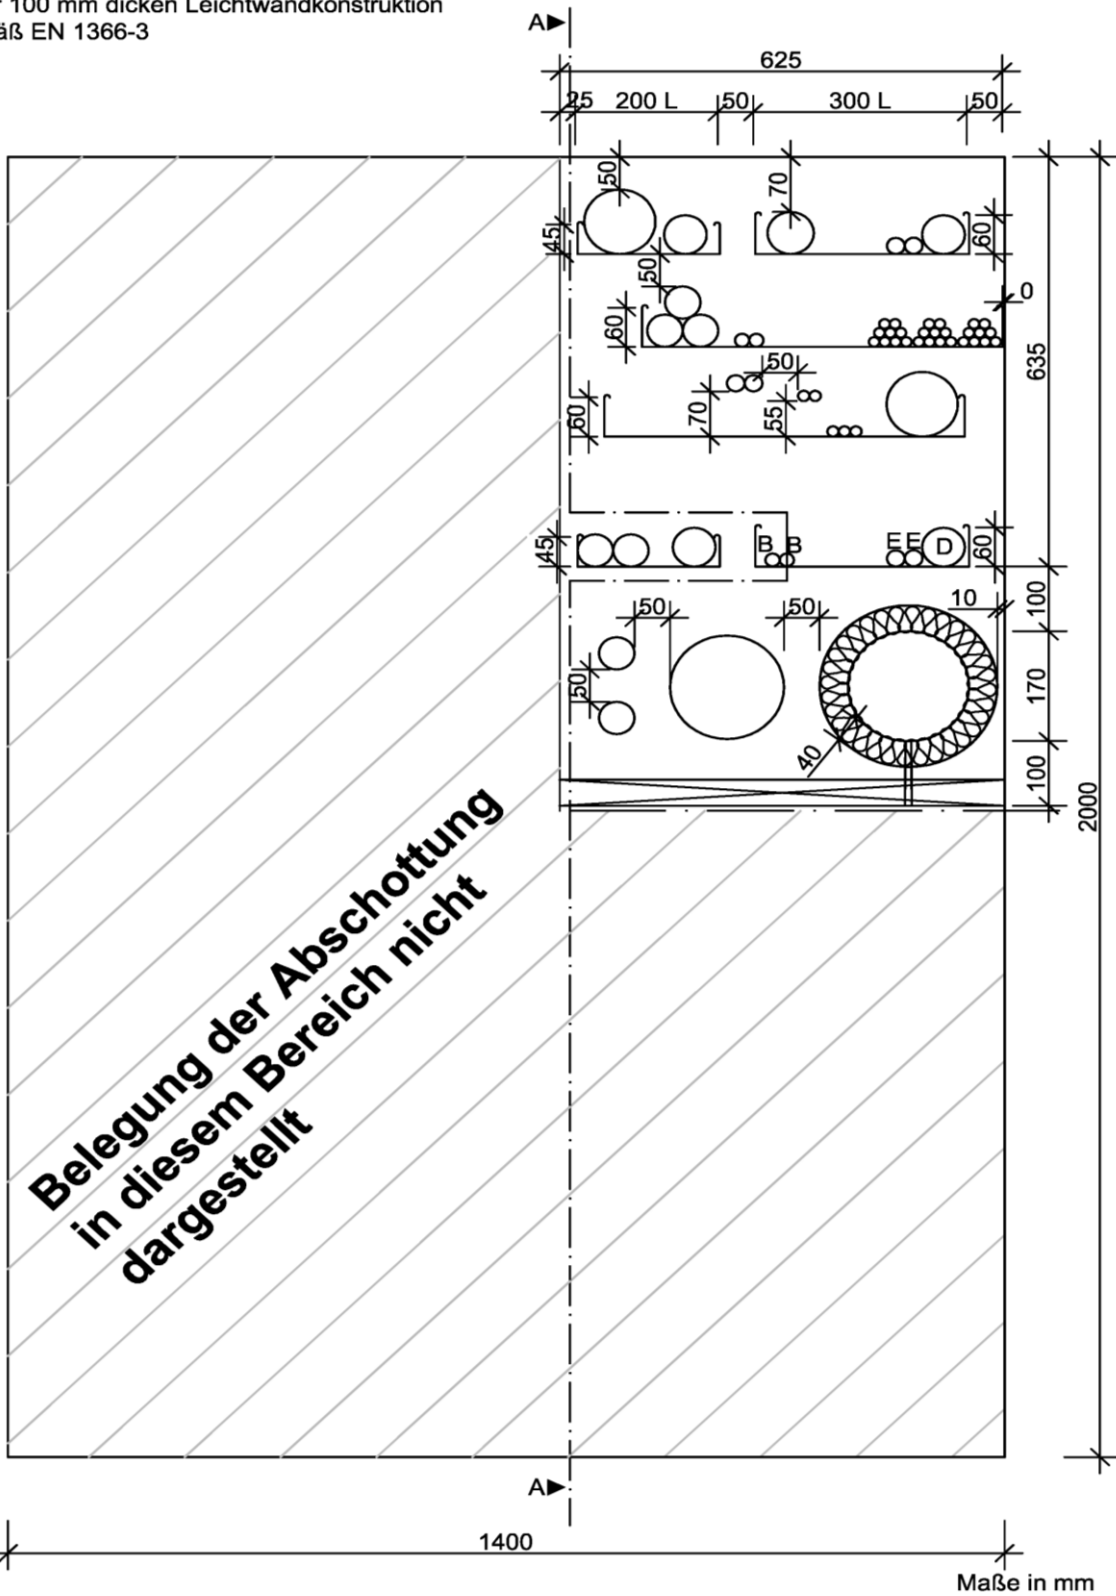 100 mm dicken Leichtwandkonstruktion
EN 1366-3
A
625
25 200 L 50 300 L 50
50 70
45 60
50
0
60
635
50
60 70 55
45 B B E E D 60
50 50 10 100
50 170
40 100
2000
Belegung der Abschottung
in diesem Bereich nicht
dargestellt
A
1400
Maße in mm